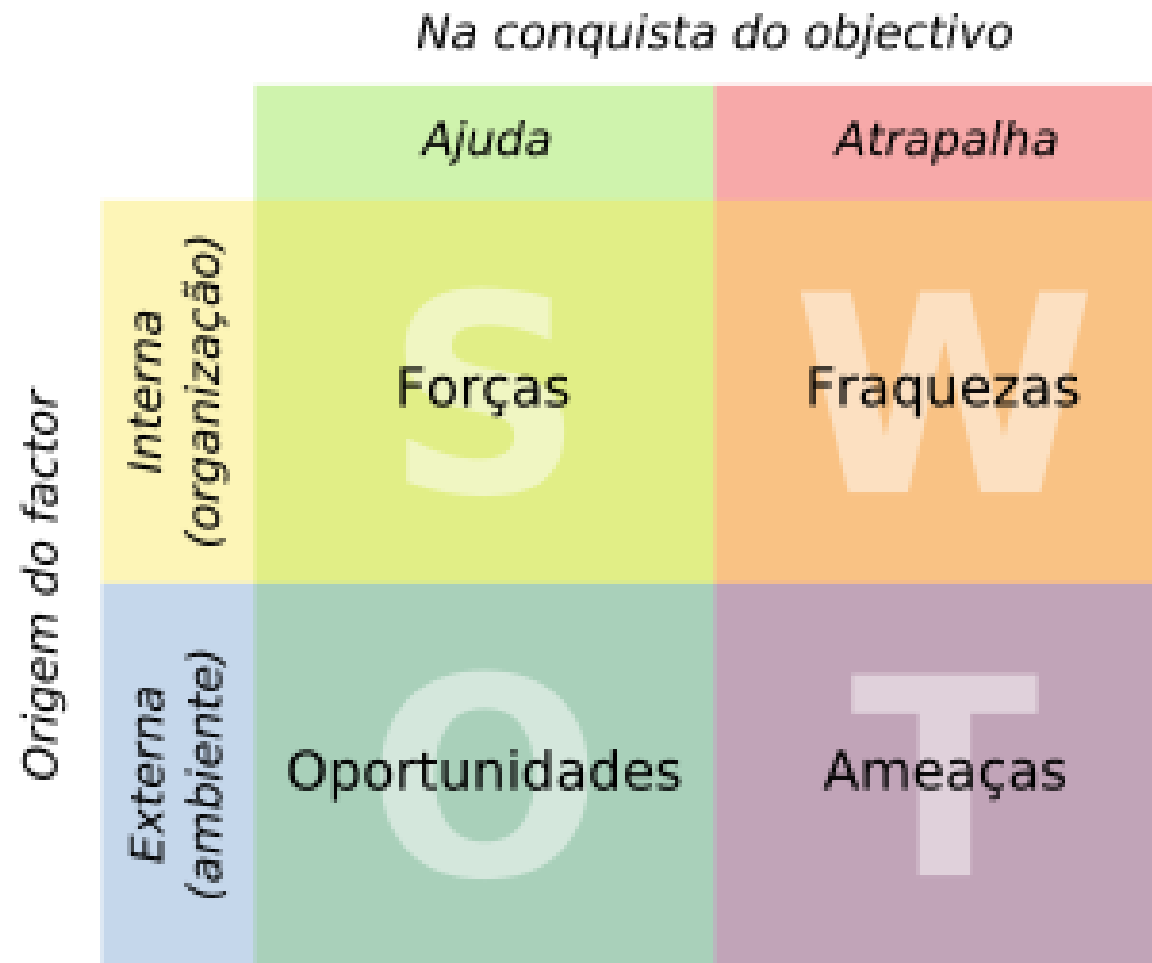 Na conquista do objectivo
Ajuda
Atrapalha
Origem do factor
Interna
(organização)
S
Forças
W
Fraquezas
Externa
(ambiente)
O
Oportunidades
T
Ameaças